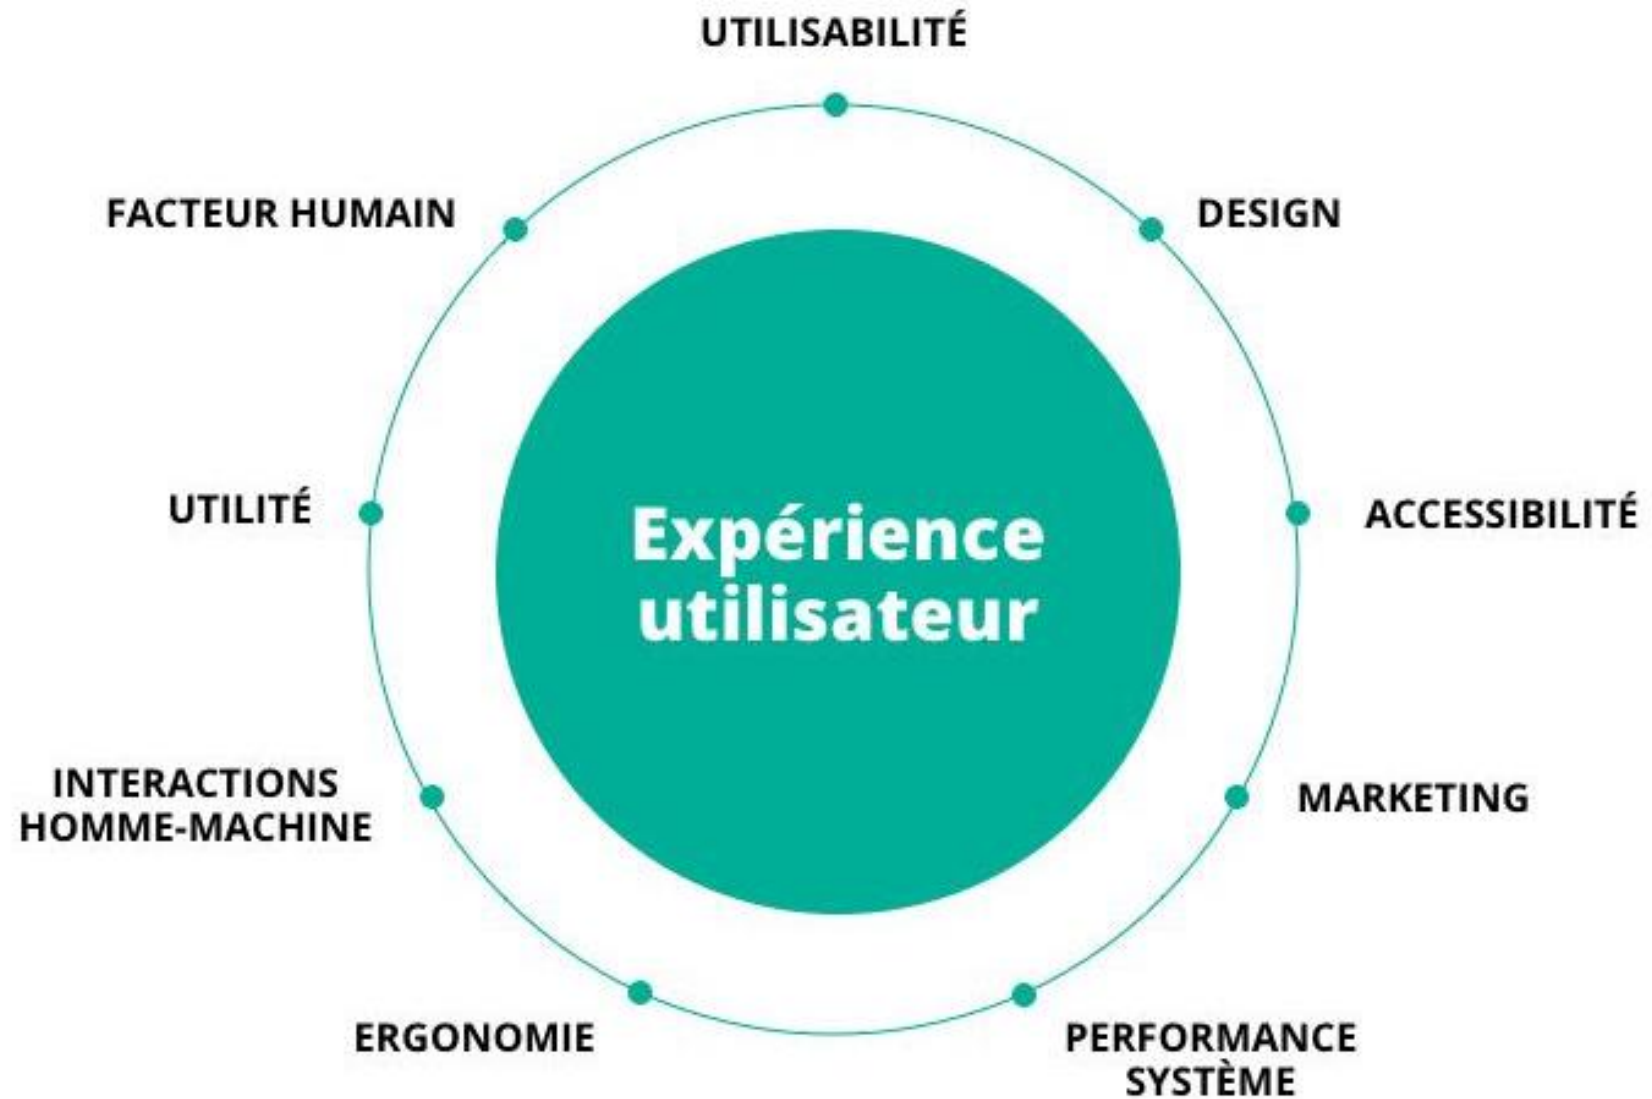 UTILISABILITÉ
FACTEUR HUMAIN
DESIGN
UTILITÉ
ACCESSIBILITÉ
Expérience
utilisateur
INTERACTIONS
HOMME-MACHINE
MARKETING
ERGONOMIE
PERFORMANCE
SYSTÈME